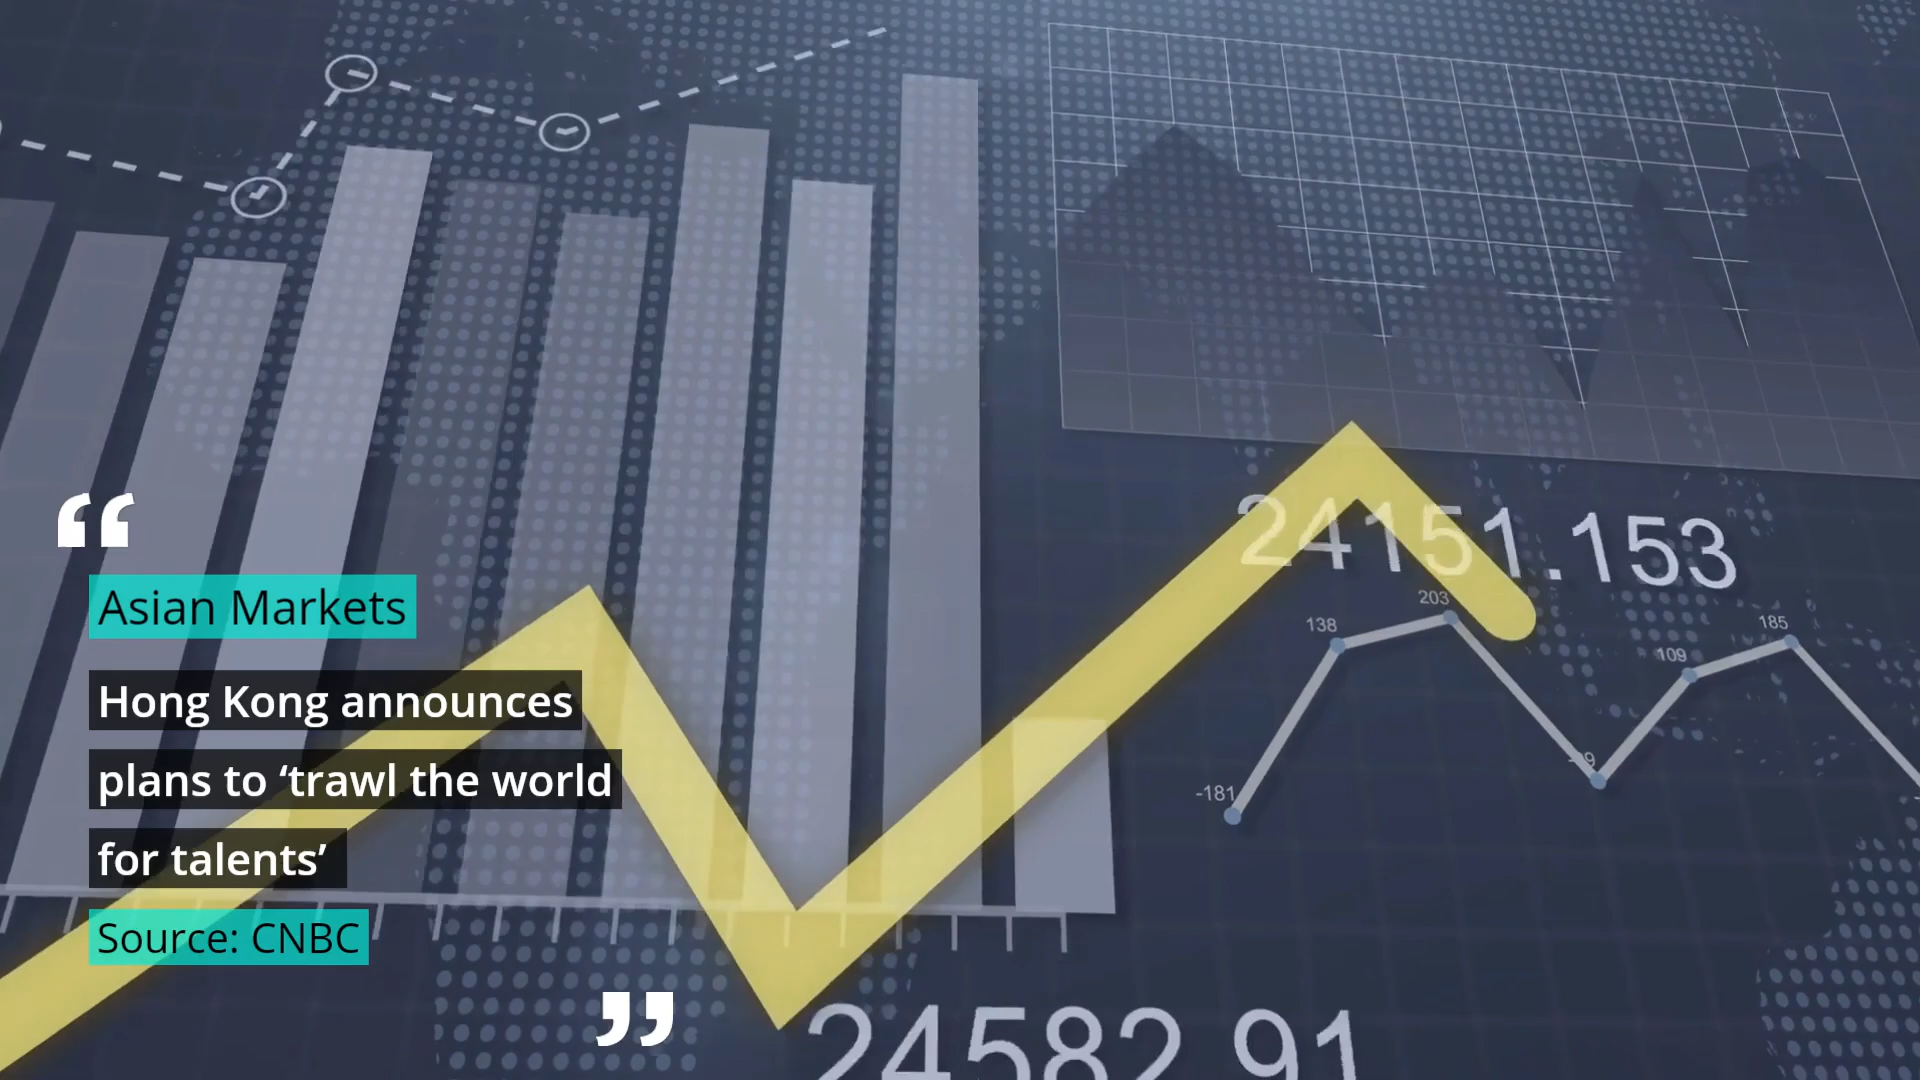 24151.153
203
138
185
109
-181
“
Asian Markets
Hong Kong announces
plans to ‘trawl the world
for talents’
Source: CNBC
”
24582.91